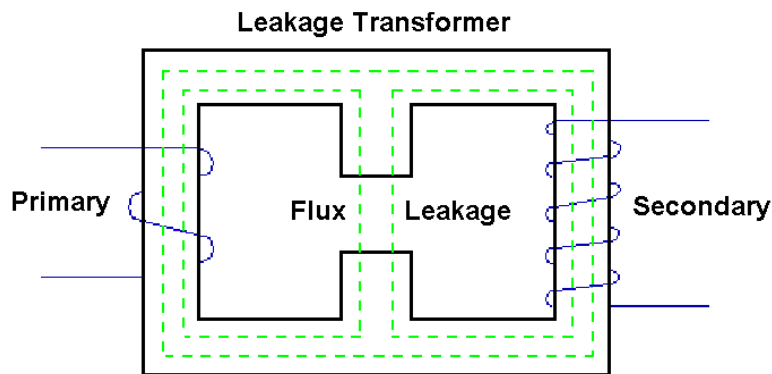 Leakage Transformer
Primary
Flux
Leakage
Secondary